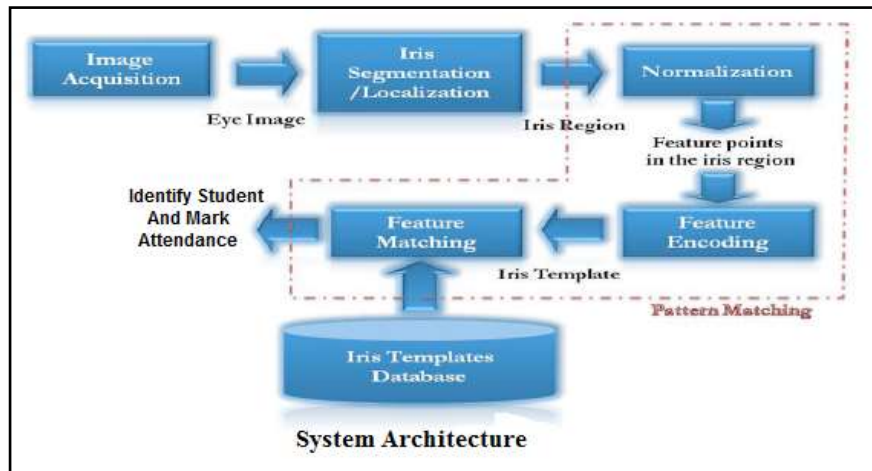 Image
Acquisition
Eye Image
Iris
Segmentation
/Localization
Iris Region
Normalization
Feature points
in the iris region
Feature
Encoding
Iris Template
Feature
Matching
Identify Student
And Mark
Attendance
Pattern Matching
Iris Templates
Database
System Architecture